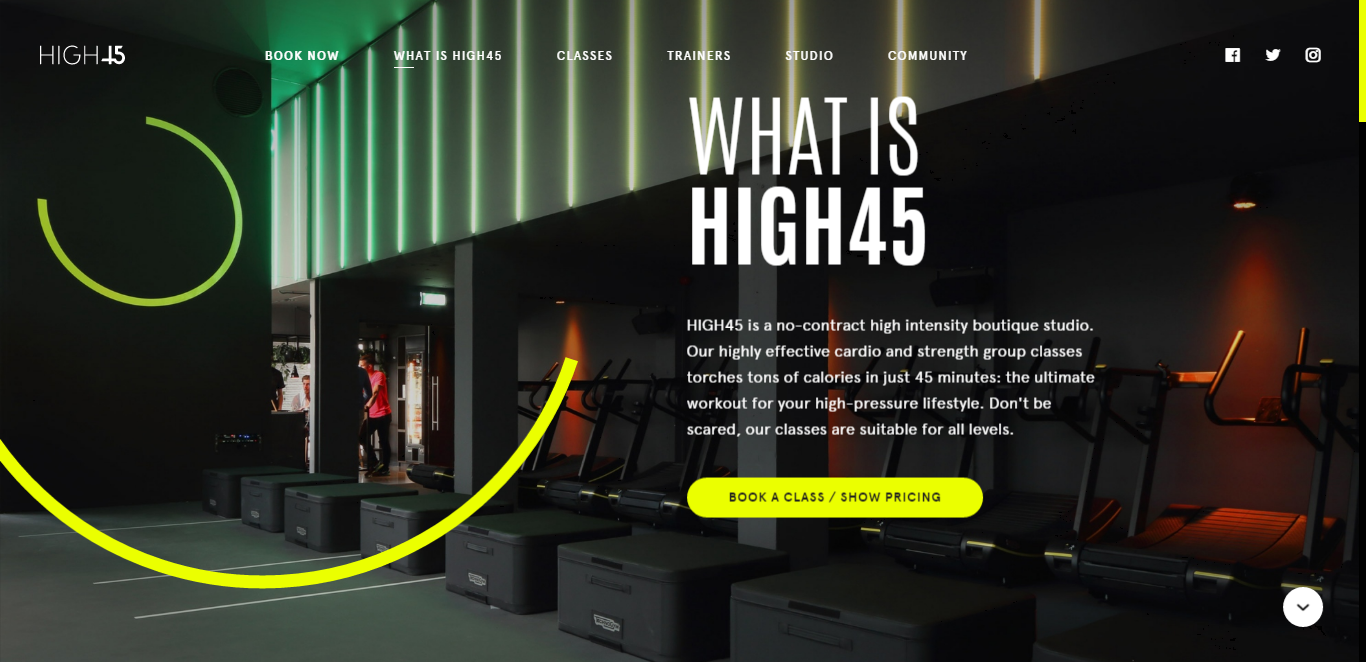 HIGH45
BOOK NOW
WHAT IS HIGH45
CLASSES
TRAINERS
STUDIO
COMMUNITY
WHAT IS
HIGH45
HIGH45 is a no-contract high intensity boutique studio.
Our highly effective cardio and strength group classes
torches tons of calories in just 45 minutes: the ultimate
workout for your high-pressure lifestyle. Don't be
scared, our classes are suitable for all levels.
BOOK A CLASS / SHOW PRICING